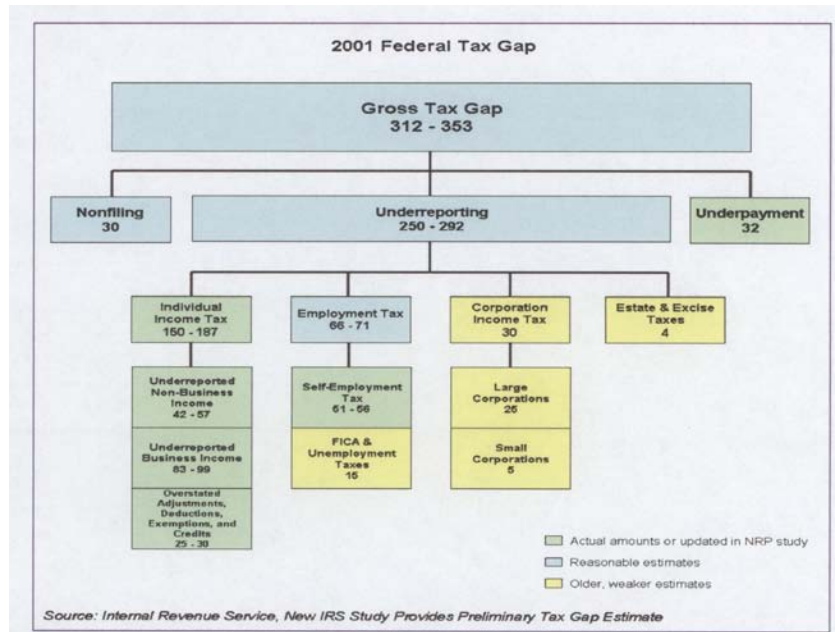 2001 Federal Tax Gap
Gross Tax Gap
312 - 353
Nonfiling
30
Underreporting
250 - 292
Underpayment
32
Individual
Income Tax
150 - 187
Employment Tax
66 - 71
Corporation
Income Tax
30
Estate & Excise
Taxes
4
Underreported
Non-Business
Income
42 - 57
Underreported
Business Income
83 - 99
Overstated
Adjustments,
Deductions,
Exemptions, and
Credits
25 - 30
Self-Employment
Tax
51 - 56
FICA &
Unemployment
Taxes
15
Large
Corporations
25
Small
Corporations
5
Actual amounts or updated in NRP study
Reasonable estimates
Older, weaker estimates
Source: Internal Revenue Service, New IRS Study Provides Preliminary Tax Gap Estimate